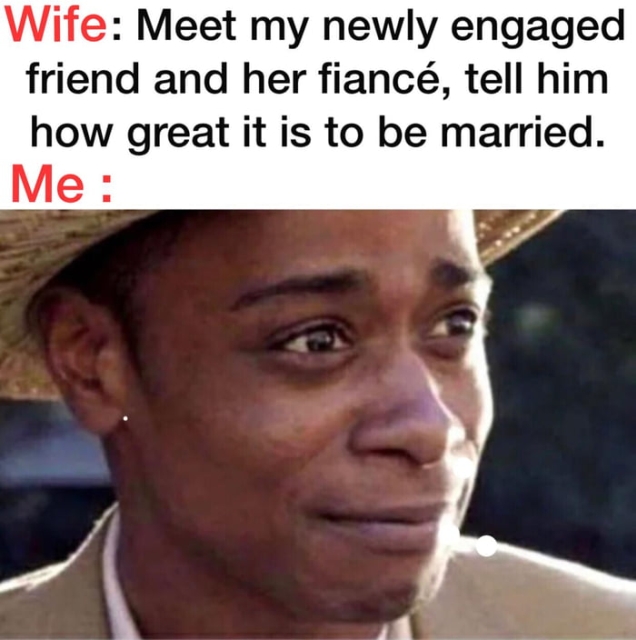 Wife: Meet my newly engaged
friend and her fiancé, tell him
how great it is to be married.
Me :